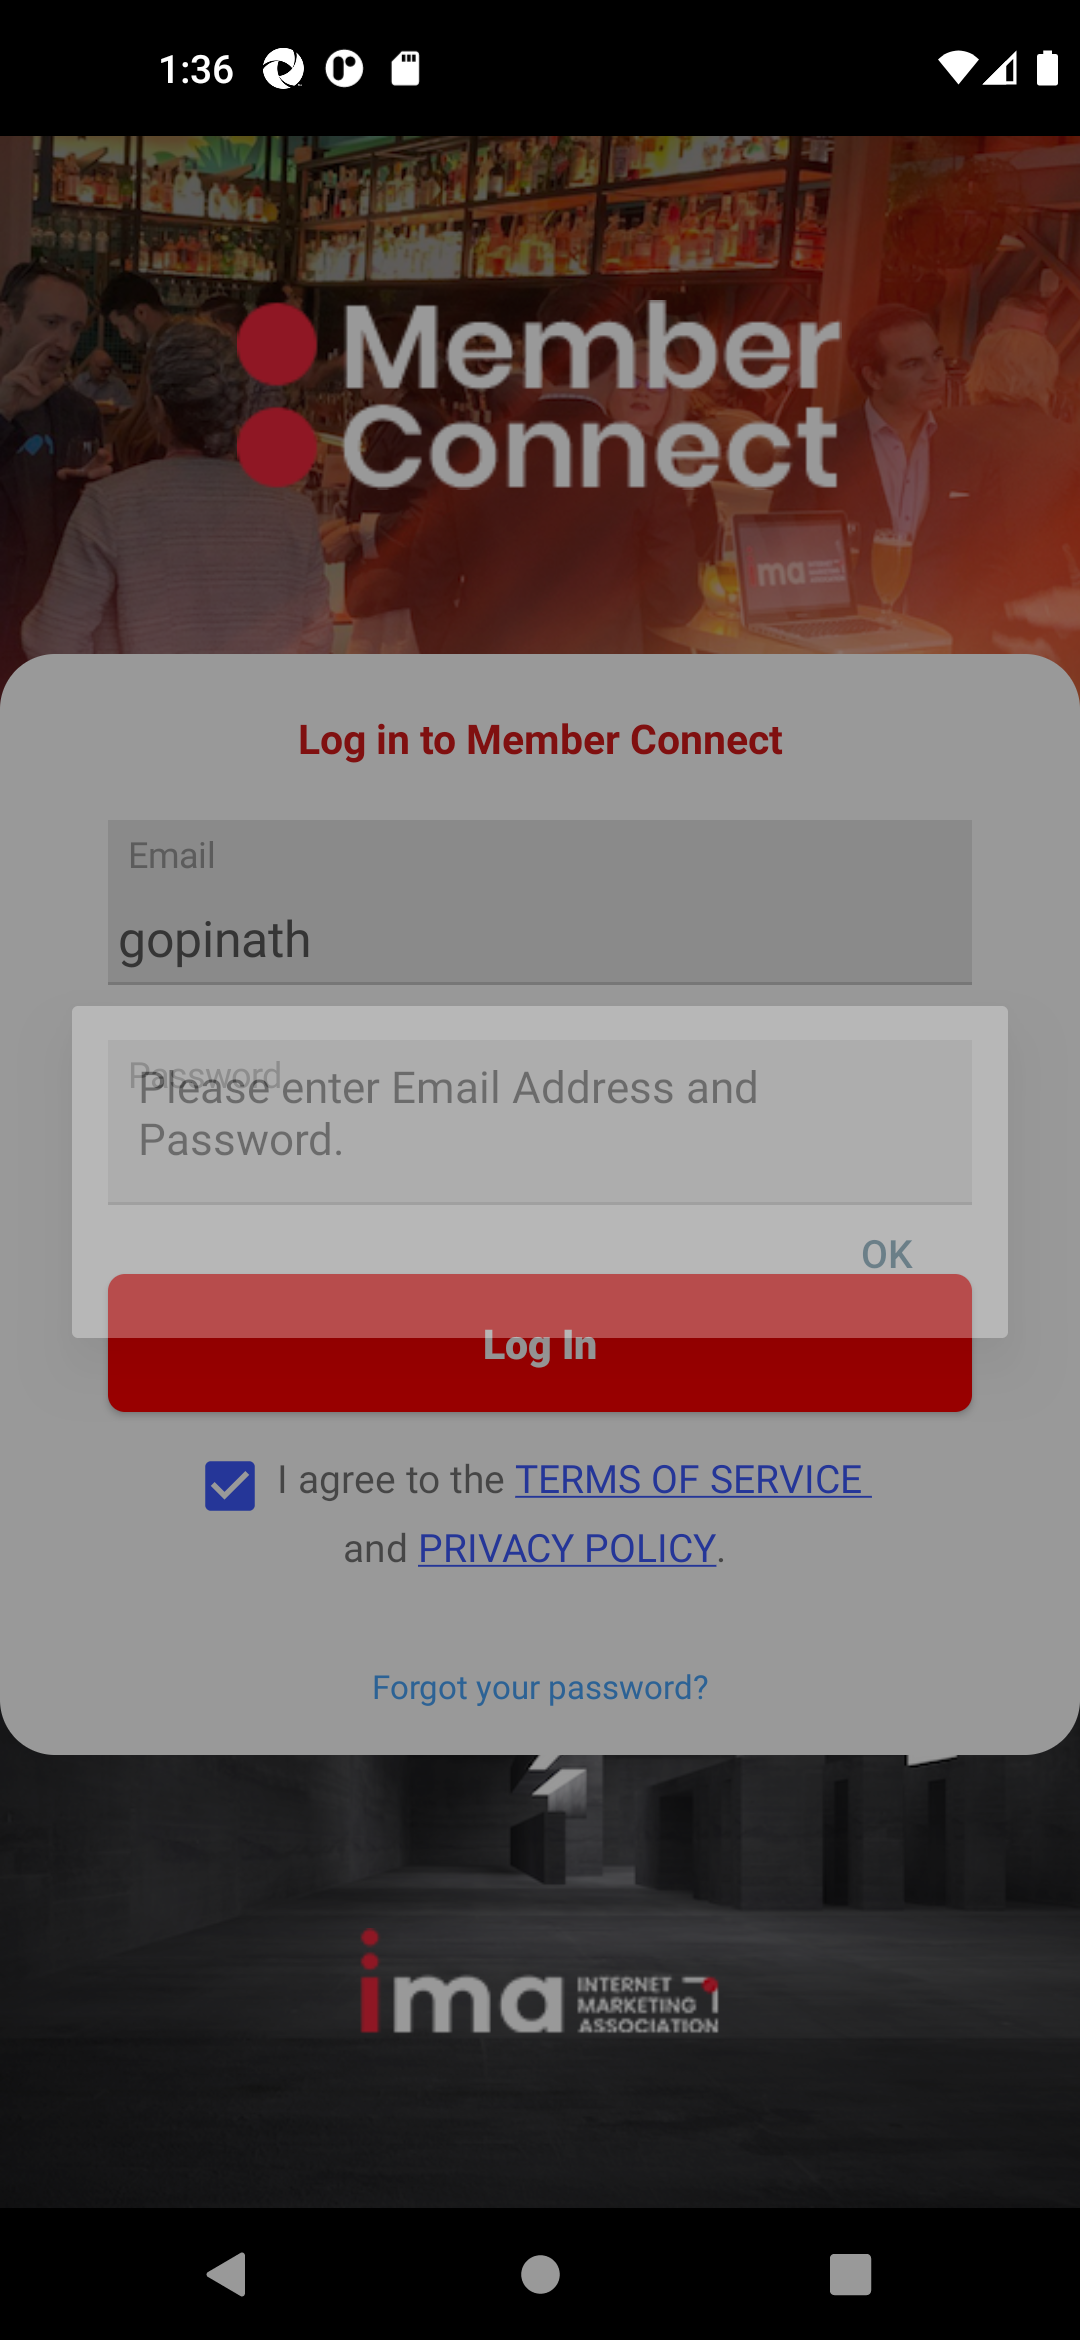 1:36
Member
Connect
ima
Log in to Member Connect
Email
gopinath
Password
Please enter Email Address and
Password.
OK
Log In
I agree to the TERMS OF SERVICE
and PRIVACY POLICY.
Forgot your password?
ima INTERNET
MARKETING
ASSOCIATION